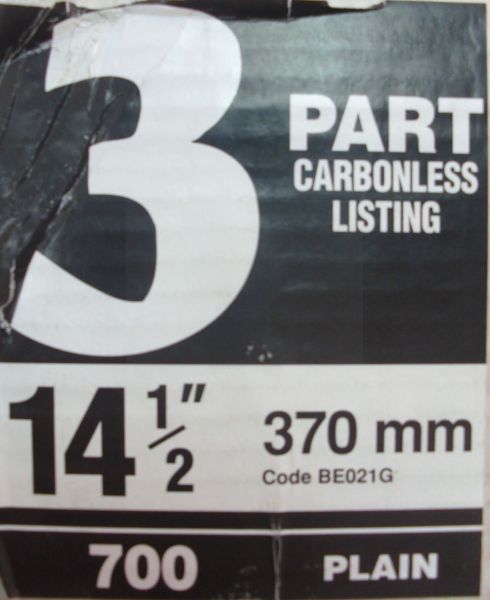 3 PART
CARBONLESS
LISTING
14 1/2" 370 mm
Code BE021G
700 PLAIN